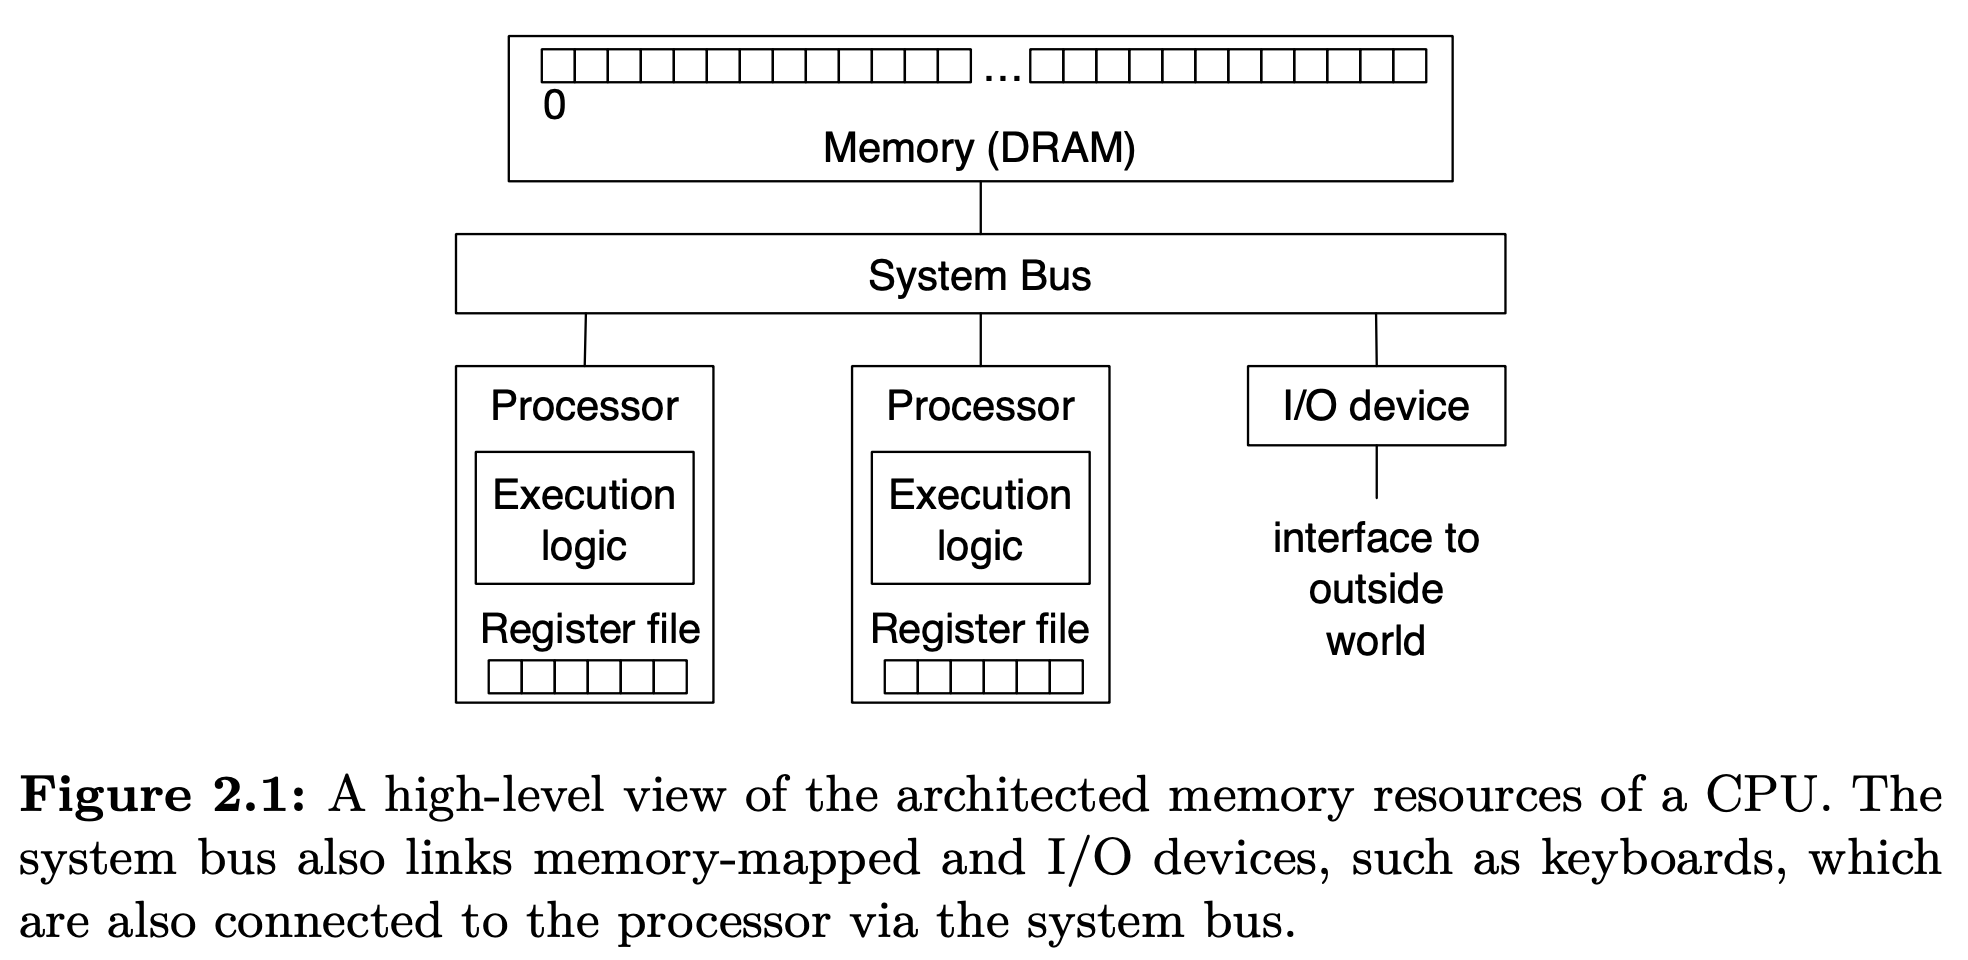 ...
0
Memory (DRAM)
System Bus
Processor
Execution
logic
Register file
Processor
Execution
logic
Register file
I/O device
interface to
outside
world
Figure 2.1: A high-level view of the architected memory resources of a CPU. The
system bus also links memory-mapped and I/O devices, such as keyboards, which
are also connected to the processor via the system bus.